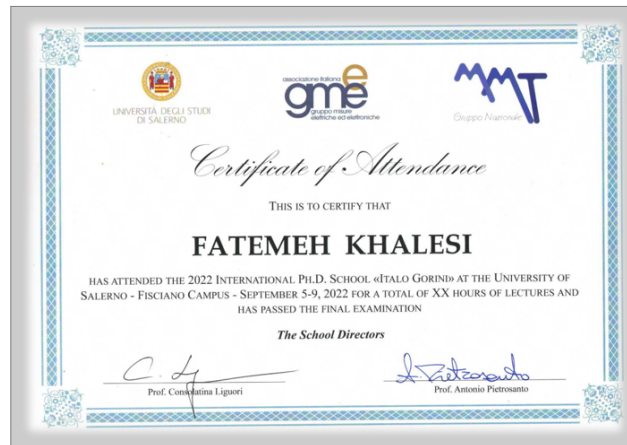 UNIVERSITÀ DEGLI STUDI
DI SALERNO
associazione italiana
gmee
gruppo misure
elettriche ed elettroniche
MMT
Gruppo Nazionale
Certificate of Attendance
THIS IS TO CERTIFY THAT
FATEMEH KHALESI
HAS ATTENDED THE 2022 INTERNATIONAL PH.D. SCHOOL «ITALO GORINI» AT THE UNIVERSITY OF
SALERNO - FISCIANO CAMPUS - SEPTEMBER 5-9, 2022 FOR A TOTAL OF XX HOURS OF LECTURES AND
HAS PASSED THE FINAL EXAMINATION
The School Directors
A. Pietrosanto
Prof. Consolatina Liguori
Prof. Antonio Pietrosanto